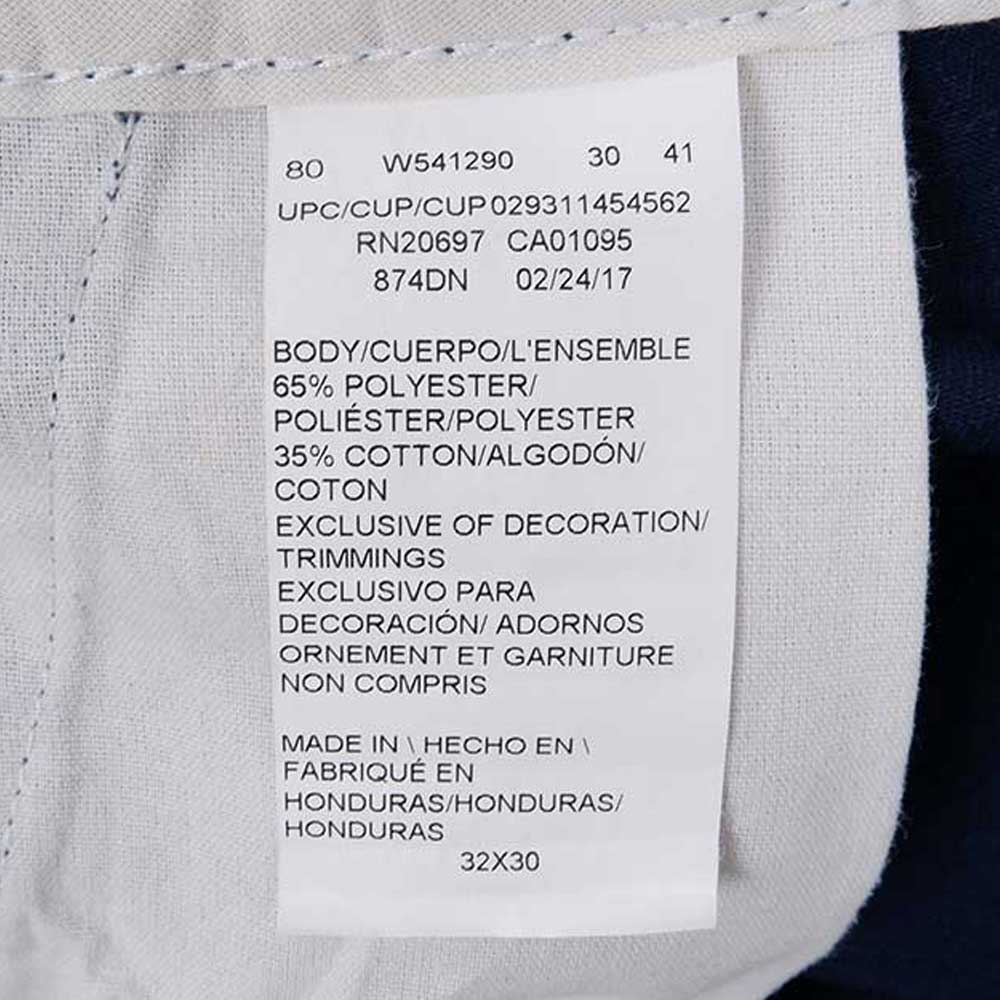 80 W541290 30 41
UPC/CUP/CUP029311454562
RN20697 CA01095
874DN 02/24/17
BODY/CUERPO/L'ENSEMBLE
65% POLYESTER/
POLIÉSTER/POLYESTER
35% COTTON/ALGODÓN/
COTON
EXCLUSIVE OF DECORATION/
TRIMMINGS
EXCLUSIVO PARA
DECORACIÓN/ ADORNOS
ORNEMENT ET GARNITURE
NON COMPRIS
MADE IN \ HECHO EN \
FABRIQUÉ EN
HONDURAS/HONDURAS/
HONDURAS
32X30